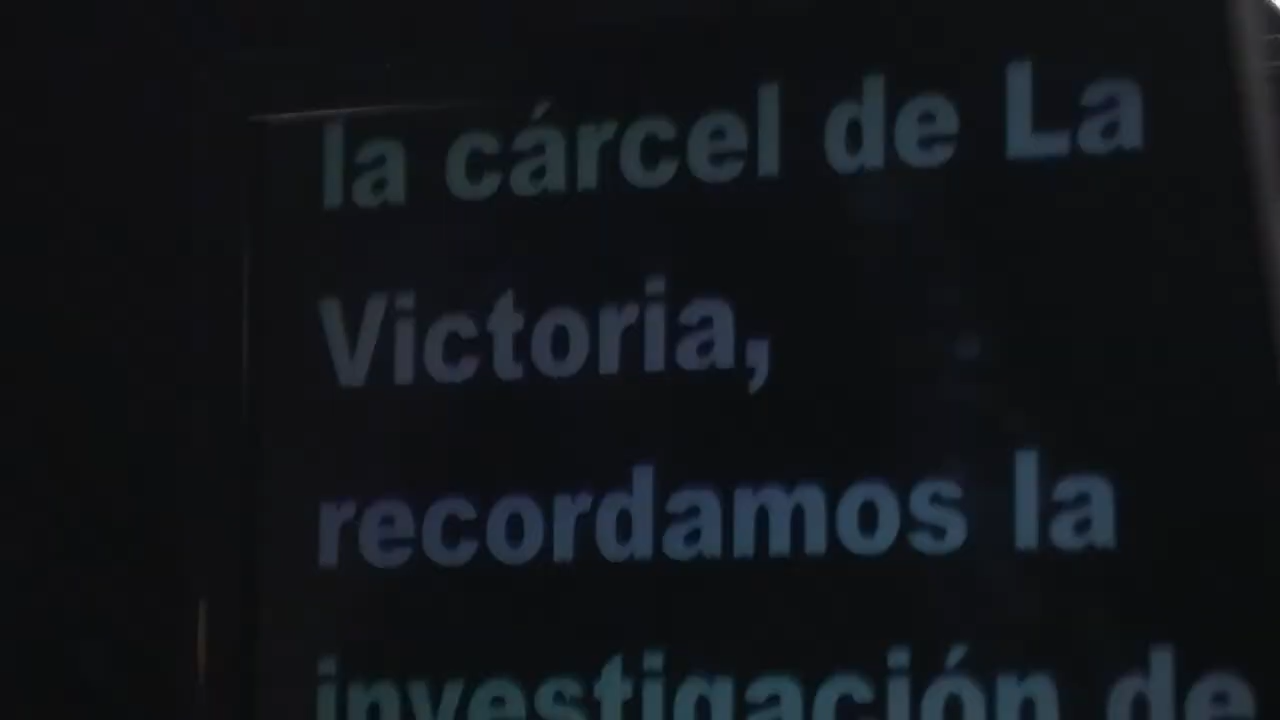 la cárcel de La
Victoria,
recordamos la
investigación de